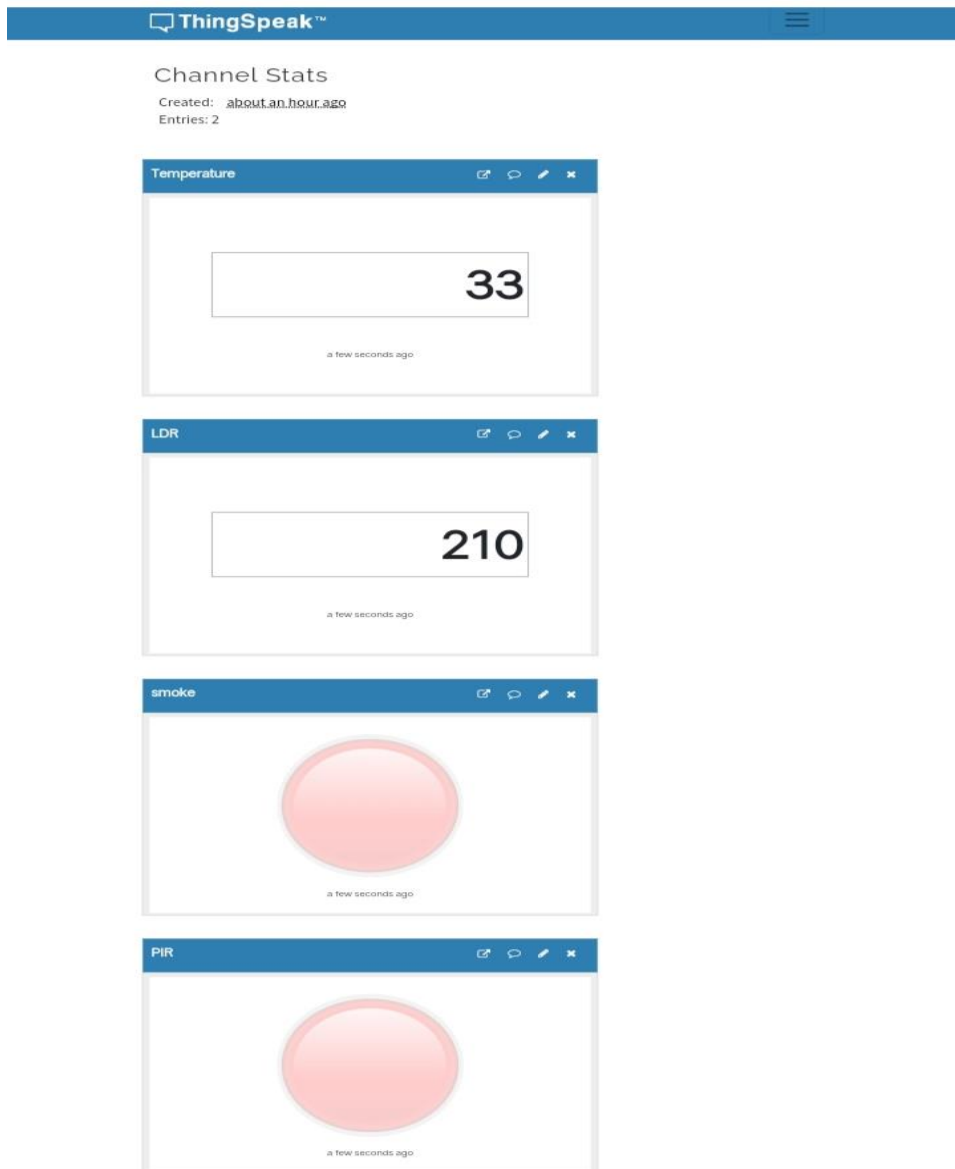 ThingSpeak™
Channel Stats
Created: about an hour ago
Entries: 2
Temperature
33
a few seconds ago
LDR
210
a few seconds ago
smoke
a few seconds ago
PIR
a few seconds ago